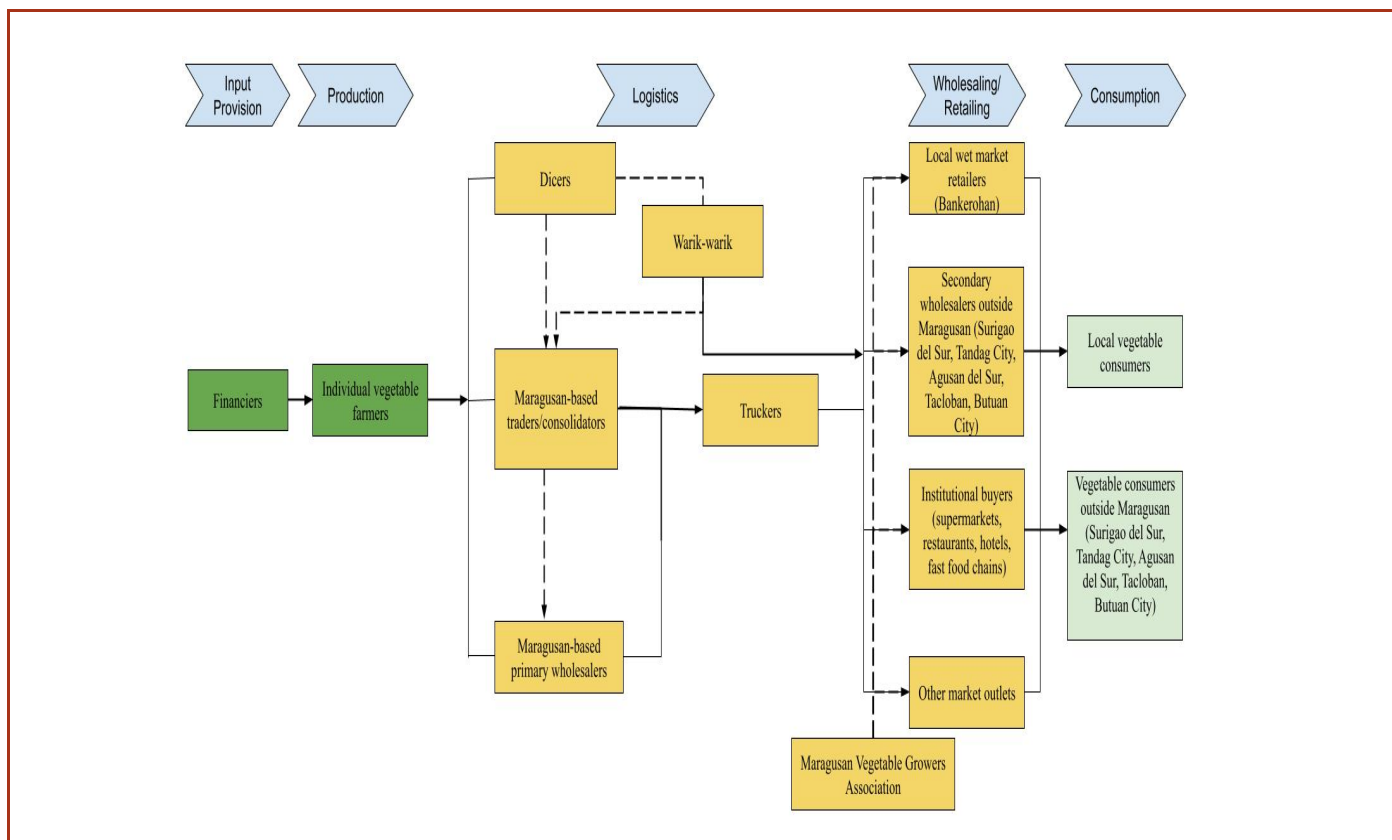 Input
Provision
Production
Logistics
Wholesaling/
Retailing
Consumption
Dicers
Warik-warik
Local wet market
retailers
(Bankerohan)
Secondary
wholesalers outside
Maragusan (Surigao
del Sur, Tandag City,
Agusan del Sur,
Tacloban, Butuan
City)
Local vegetable
consumers
Financiers
Individual vegetable
farmers
Maragusan-based
traders/consolidators
Truckers
Institutional buyers
(supermarkets,
restaurants, hotels,
fast food chains)
Vegetable consumers
outside Maragusan
(Surigao del Sur,
Tandag City, Agusan
del Sur, Tacloban,
Butuan City)
Maragusan-based
primary wholesalers
Other market outlets
Maragusan Vegetable Growers
Association